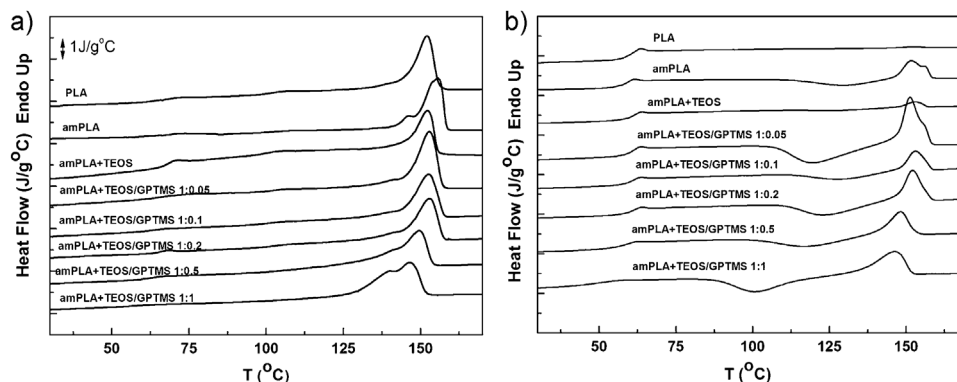 a)
1J/g°C
Heat Flow (J/g°C) Endo Up
PLA
amPLA
amPLA+TEOS
amPLA+TEOS/GPTMS 1:0.05
amPLA+TEOS/GPTMS 1:0.1
amPLA+TEOS/GPTMS 1:0.2
amPLA+TEOS/GPTMS 1:0.5
amPLA+TEOS/GPTMS 1:1
50 75 100 125 150
T (°C)
b)
Heat Flow (J/g°C) Endo Up
PLA
amPLA
amPLA+TEOS
amPLA+TEOS/GPTMS 1:0.05
amPLA+TEOS/GPTMS 1:0.1
amPLA+TEOS/GPTMS 1:0.2
amPLA+TEOS/GPTMS 1:0.5
amPLA+TEOS/GPTMS 1:1
50 100 150
T (°C)